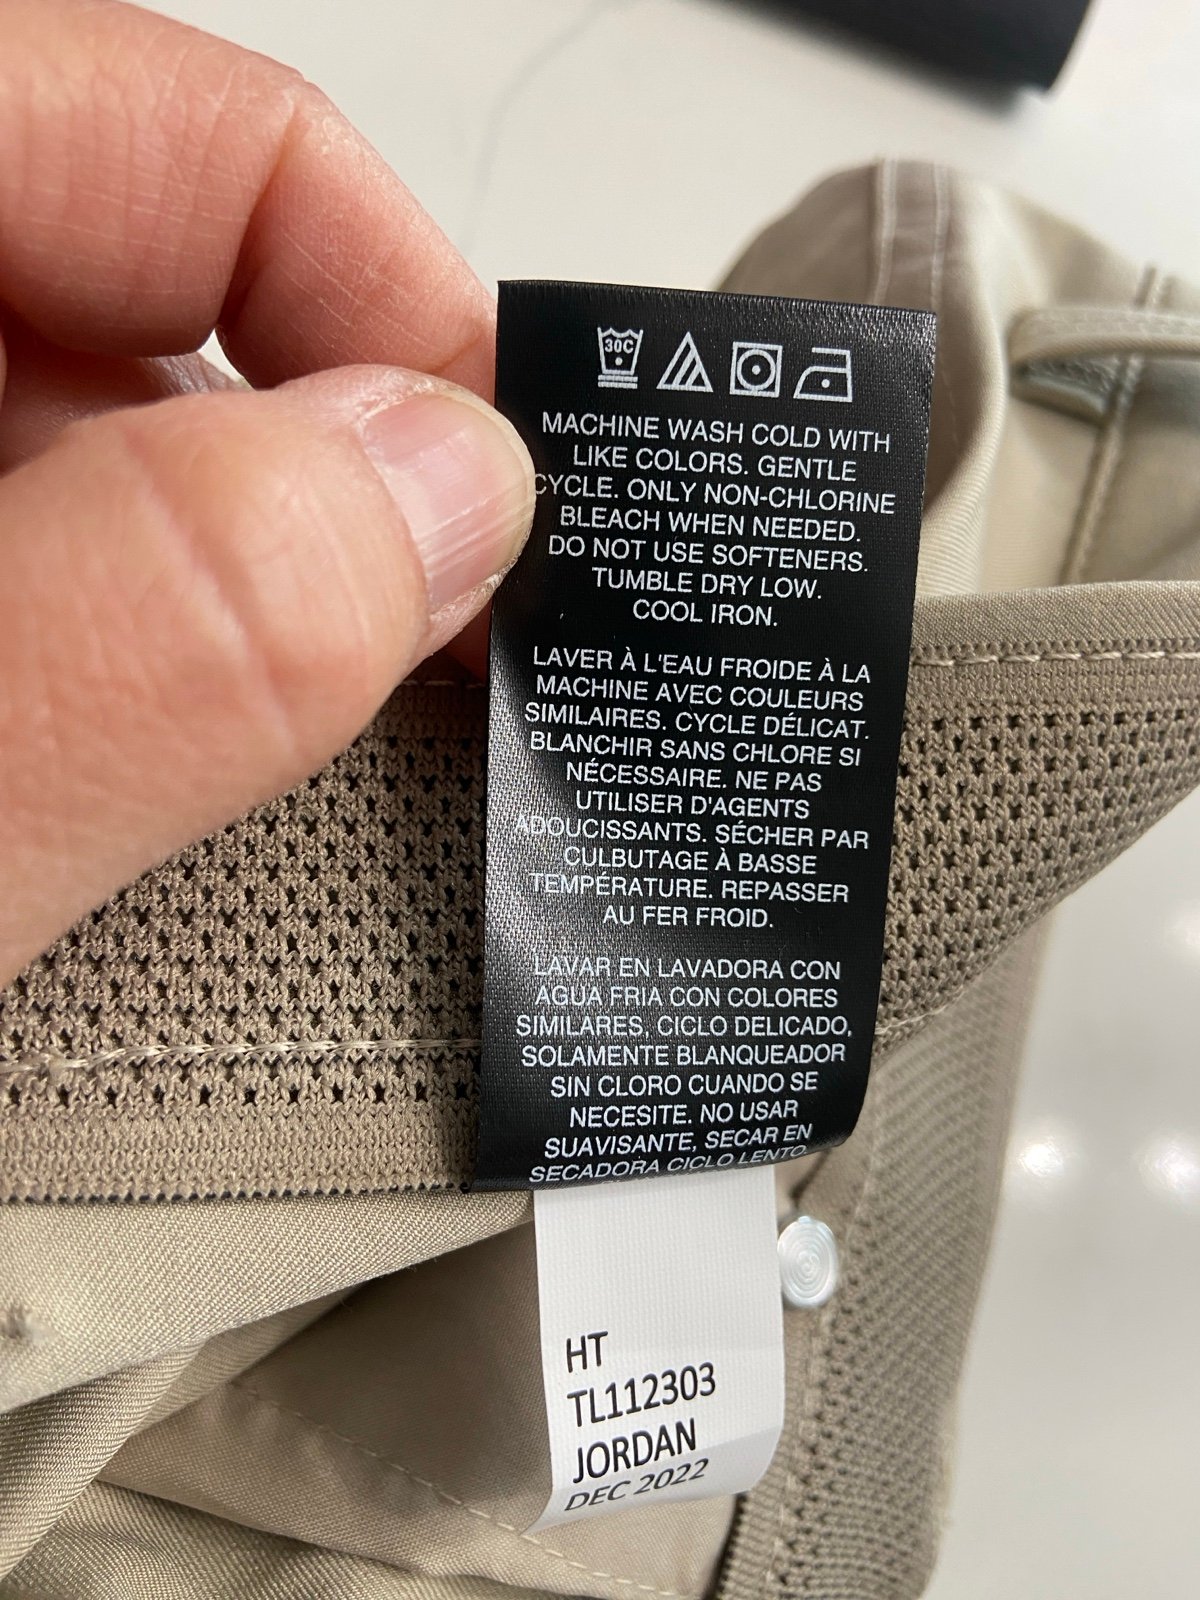 30C
MACHINE WASH COLD WITH
LIKE COLORS. GENTLE
CYCLE. ONLY NON-CHLORINE
BLEACH WHEN NEEDED.
DO NOT USE SOFTENERS.
TUMBLE DRY LOW.
COOL IRON.
LAVER À L'EAU FROIDE À LA
MACHINE AVEC COULEURS
SIMILAIRES. CYCLE DÉLICAT.
BLANCHIR SANS CHLORE SI
NÉCESSAIRE. NE PAS
UTILISER D'AGENTS
ADOUCISSANTS. SÉCHER PAR
CULBUTAGE À BASSE
TEMPÉRATURE. REPASSER
AU FER FROID.
LAVAR EN LAVADORA CON
AGUA FRIA CON COLORES
SIMILARES, CICLO DELICADO,
SOLAMENTE BLANQUEADOR
SIN CLORO CUANDO SE
NECESITE. NO USAR
SUAVISANTE, SECAR EN
SECADORA CICLO LENTO.
HT
TL112303
JORDAN
DEC 2022